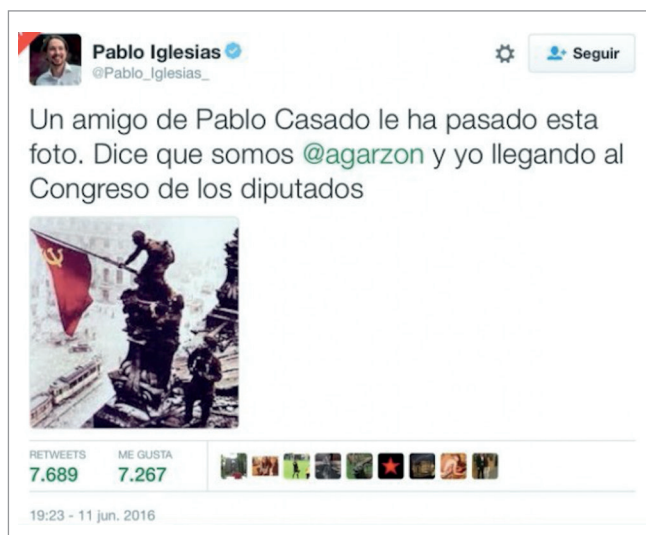 Pablo Iglesias
@Pablo_Iglesias_
Seguir
Un amigo de Pablo Casado le ha pasado esta
foto. Dice que somos @agarzon y yo llegando al
Congreso de los diputados
RETWEETS ME GUSTA
7.689 7.267
19:23 - 11 jun. 2016